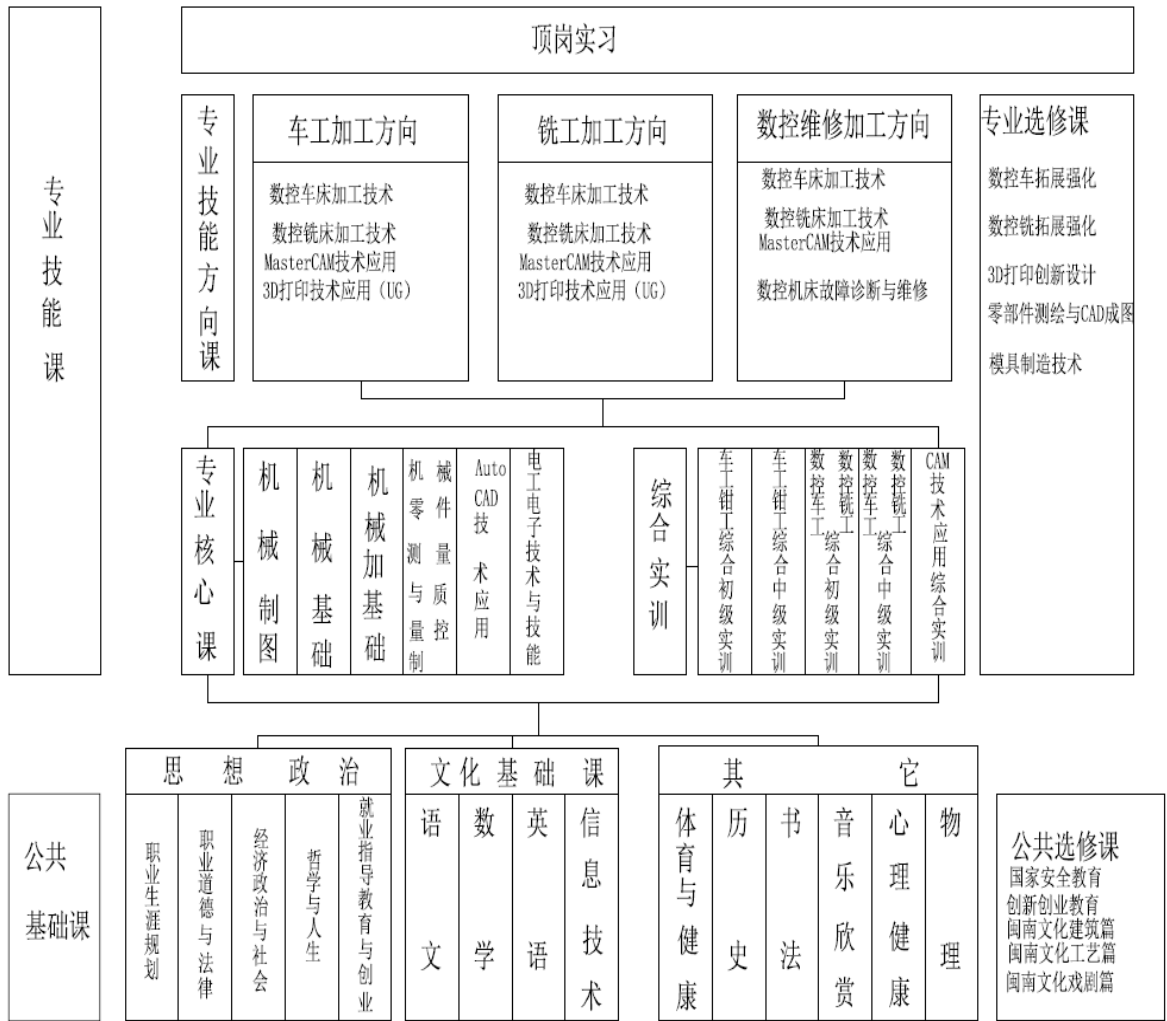 顶岗实习
专业技能课
专业技能方向课
车工加工方向
数控车床加工技术
数控铣床加工技术
MasterCAM技术应用
3D打印技术应用（UG）
铣工加工方向
数控车床加工技术
数控铣床加工技术
MasterCAM技术应用
3D打印技术应用（UG）
数控维修加工方向
数控车床加工技术
数控铣床加工技术
MasterCAM技术应用
数控机床故障诊断与维修
专业选修课
数控车拓展强化
数控铣拓展强化
3D打印创新设计
零部件测绘与CAD成图
模具制造技术
专业核心课
机械制图
机械基础
机械加基础
机械零件测量与质量控制
AutoCAD技术应用
电工电子技术与技能
综合实训
车工钳工综合初级实训
车工钳工综合中级实训
数控车工数控铣工综合初级实训
数控车工数控铣工综合中级实训
CAM技术应用综合实训
公共
基础课
思想政治
职业生涯规划
职业道德与法律
经济政治与社会
哲学与人生
就业指导教育与创业
文化基础课
语文
数学
英语
信息技术
其它
体育与健康
历史
书法
音乐欣赏
心理健康
物理
公共选修课
国家安全教育
创新创业教育
闽南文化建筑篇
闽南文化工艺篇
闽南文化戏剧篇